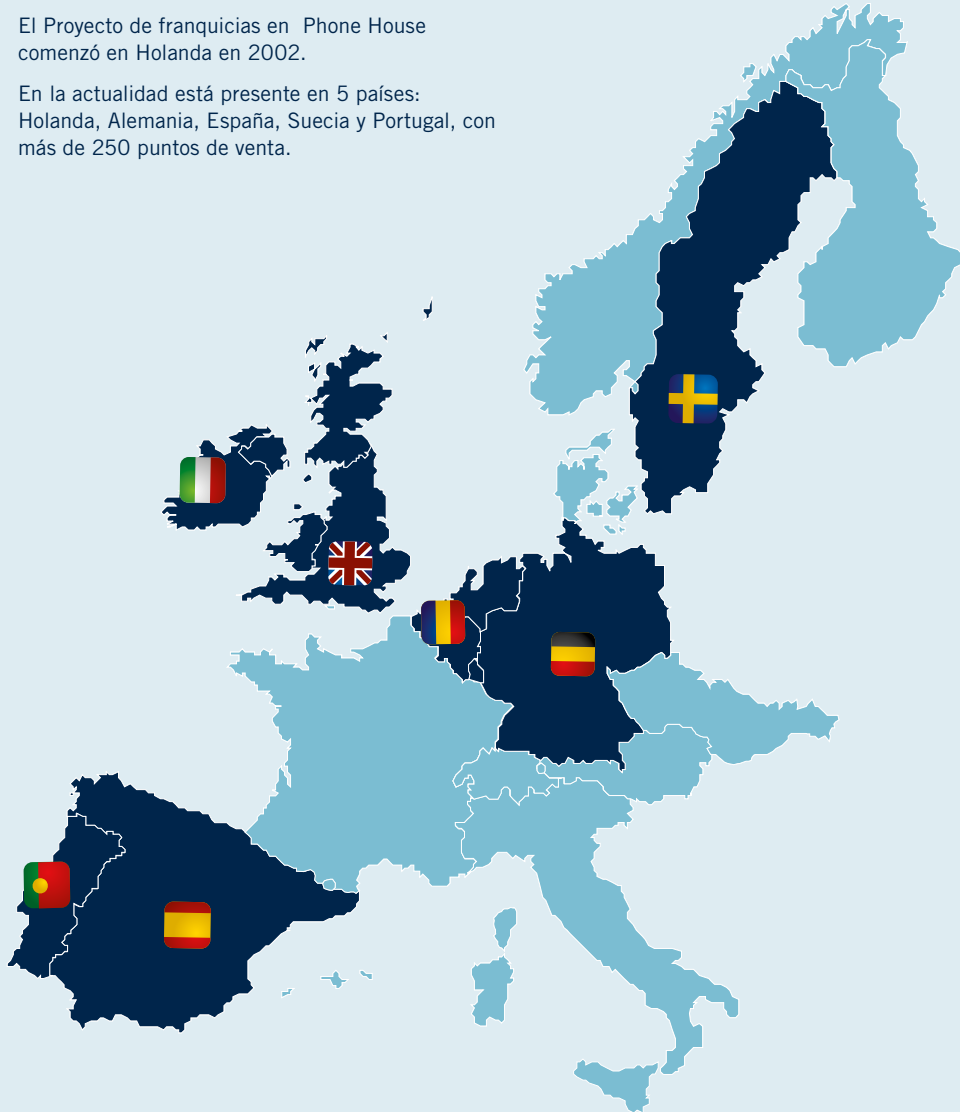 El Proyecto de franquicias en Phone House
comenzó en Holanda en 2002.
En la actualidad está presente en 5 países:
Holanda, Alemania, España, Suecia y Portugal, con
más de 250 puntos de venta.